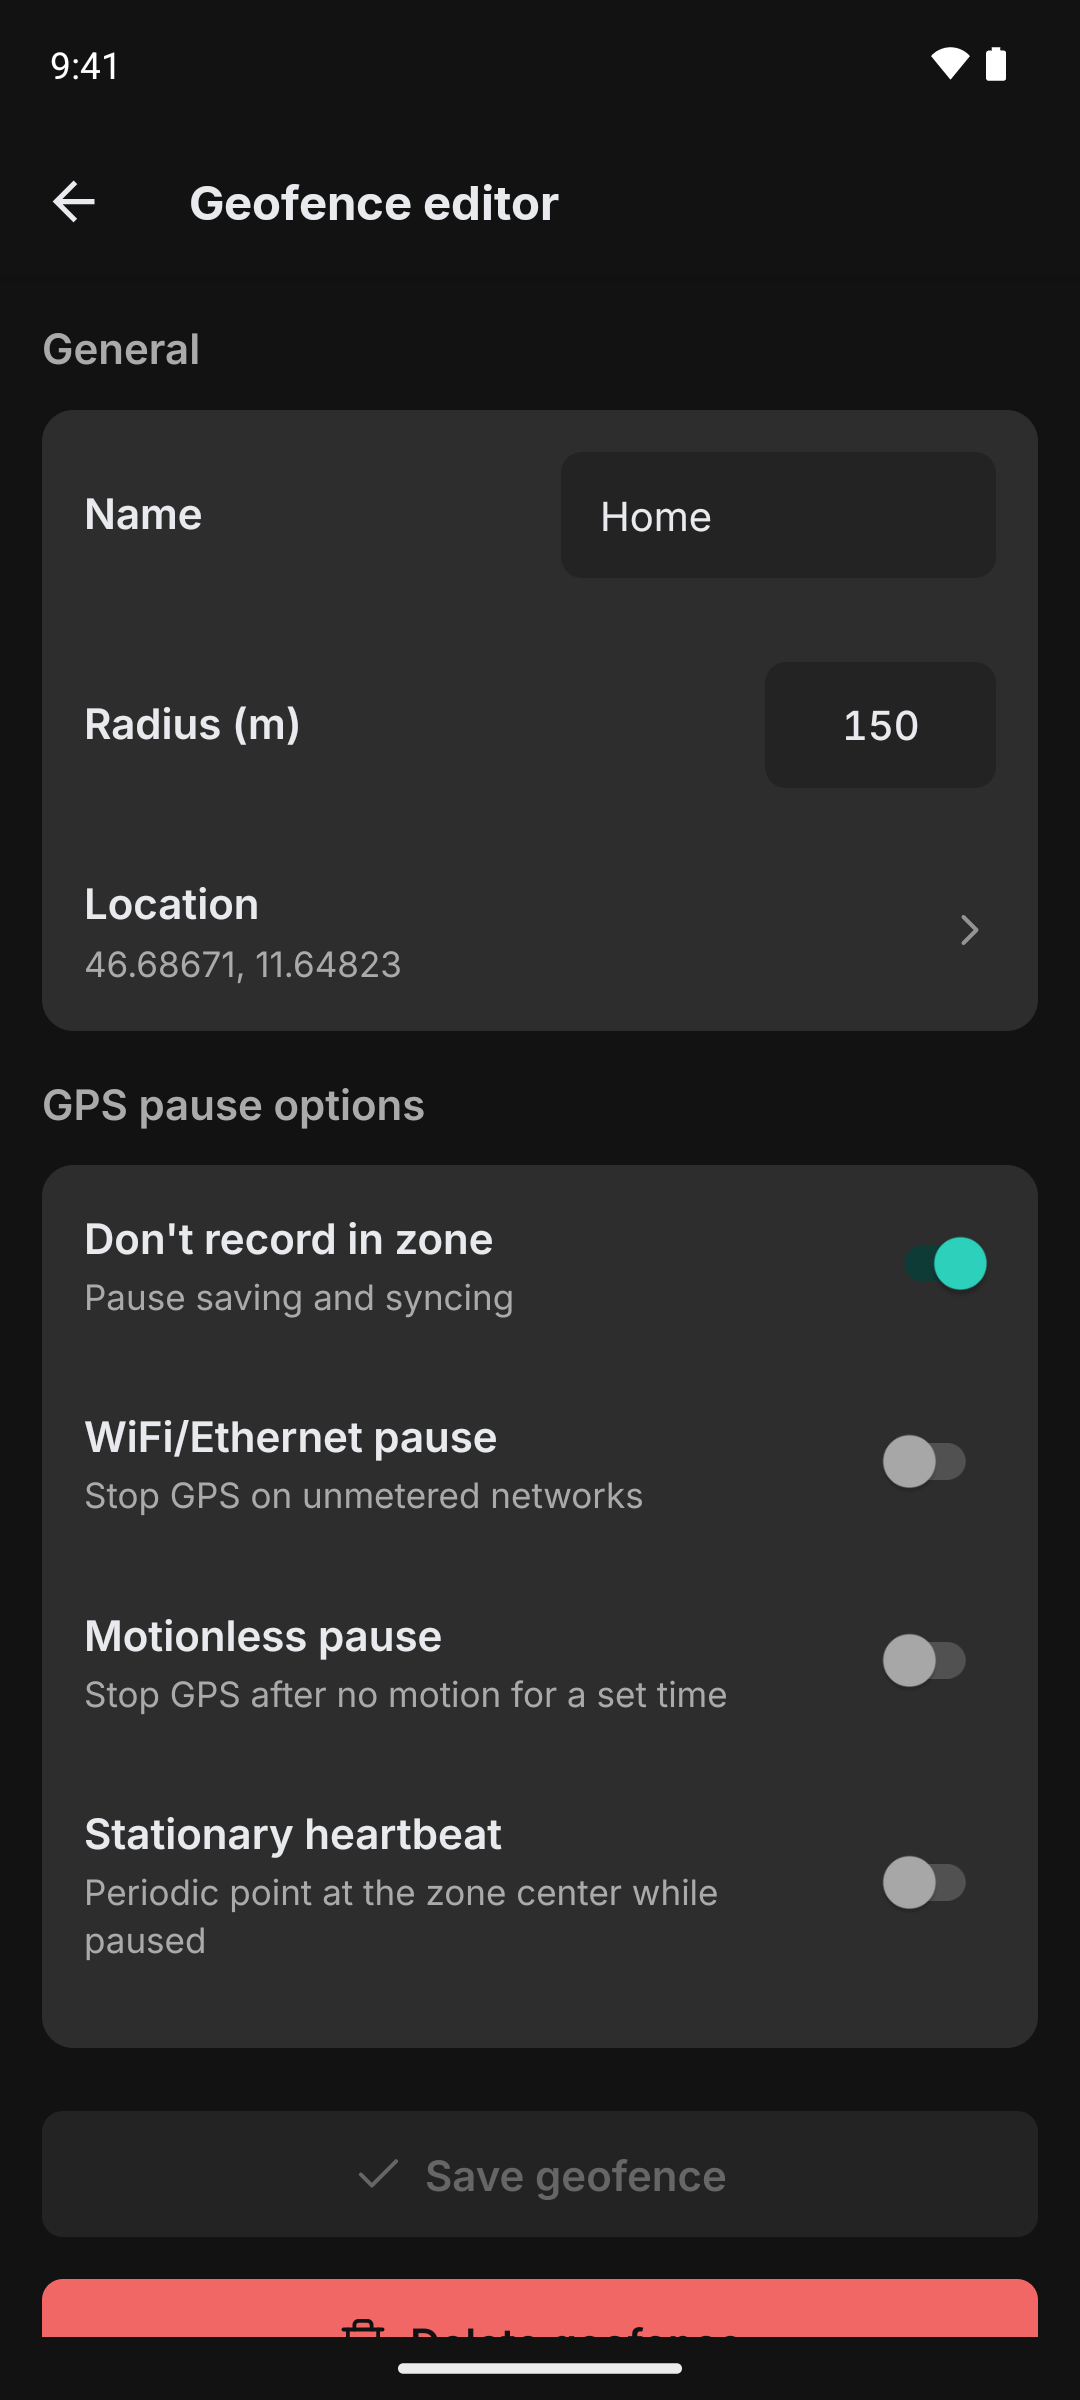 9:41
Geofence editor
General
Name
Home
Radius (m)
150
Location
46.68671, 11.64823
GPS pause options
Don't record in zone
Pause saving and syncing
WiFi/Ethernet pause
Stop GPS on unmetered networks
Motionless pause
Stop GPS after no motion for a set time
Stationary heartbeat
Periodic point at the zone center while
paused
Save geofence
Delete geofence